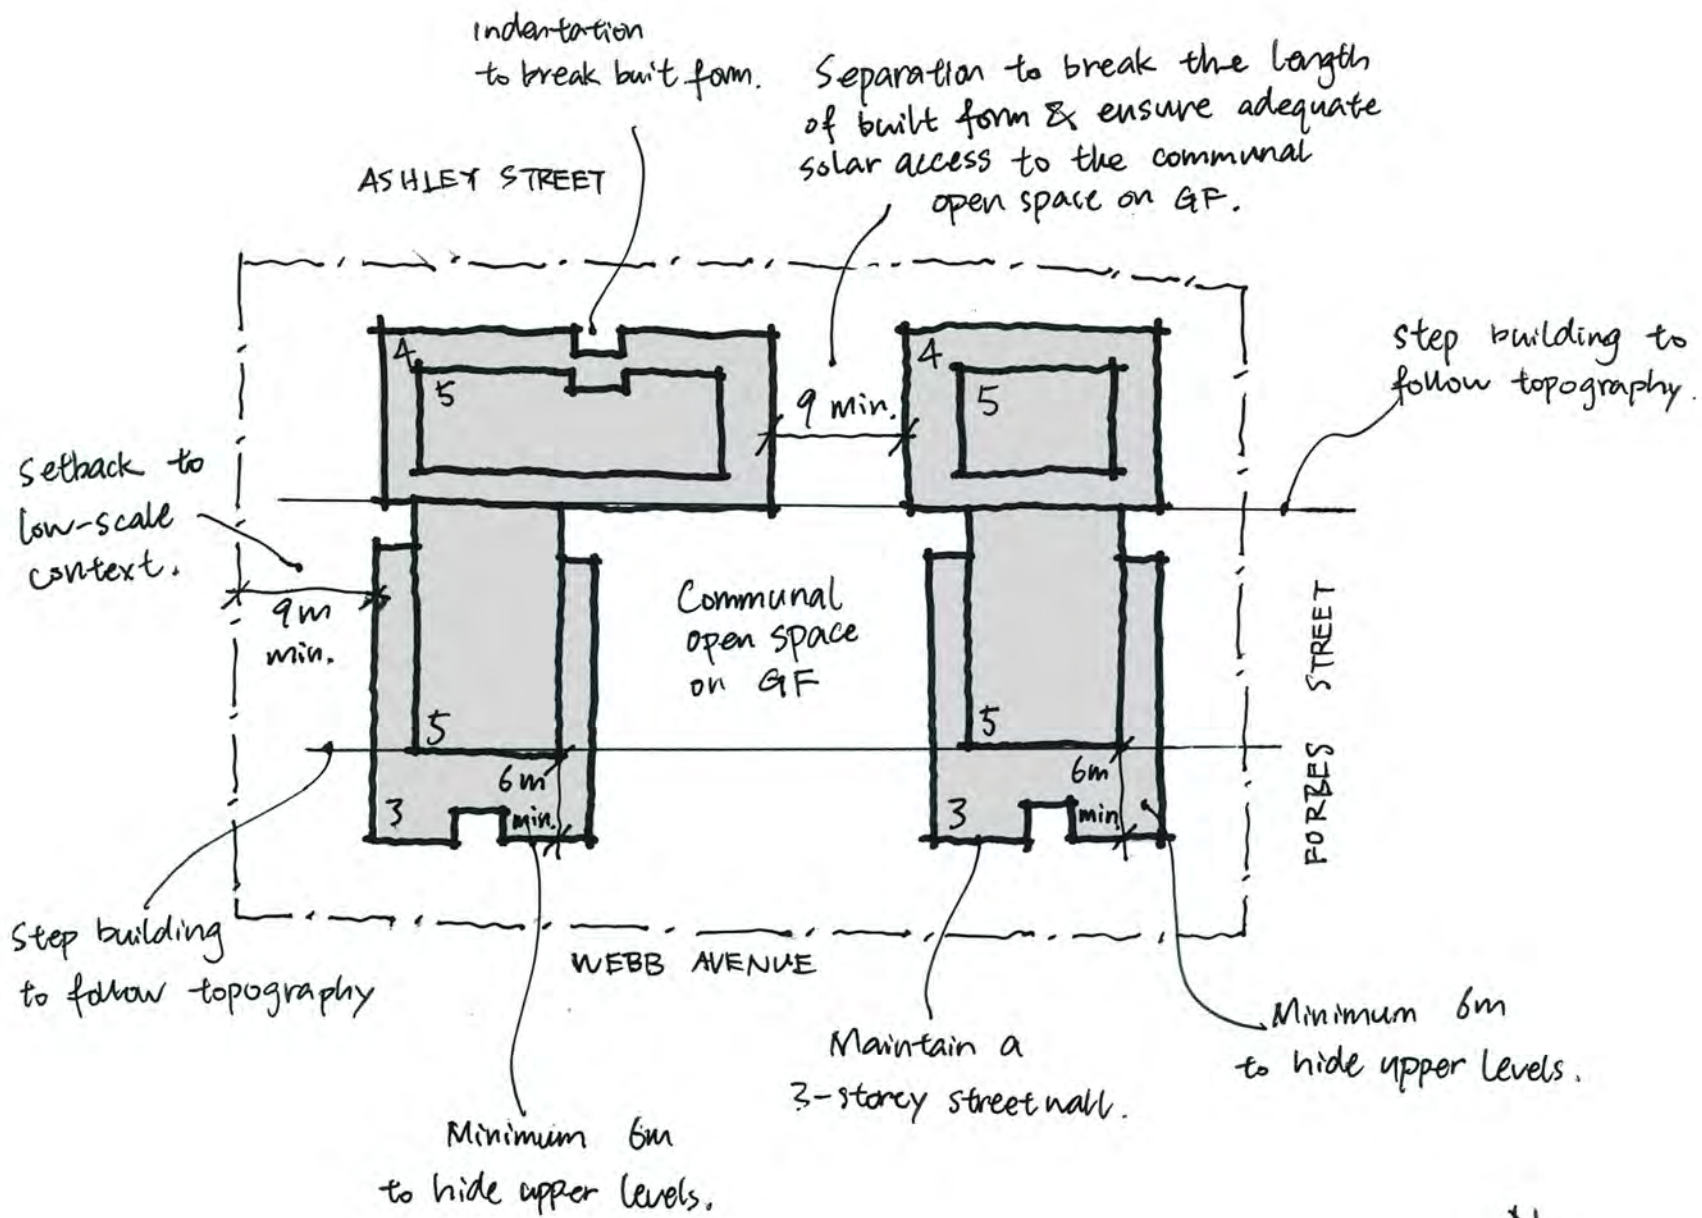 Indentation
to break buit form.
Separation to break the length
of built form & ensure adequate
solar access to the communal
open space on GF.
ASHLEY STREET
4
5
9 min.
4
5
step building to
follow topography.
Setback to
low-scale
context.
9m
min.
Communal
open space
on GF
FORBES STREET
5
6m
min.
3
5
6m
min
3
Step building
to follow topography
WEBB AVENUE
Maintain a
3-storey street wall.
Minimum 6m
to hide upper levels.
Minimum 6m
to hide upper levels.